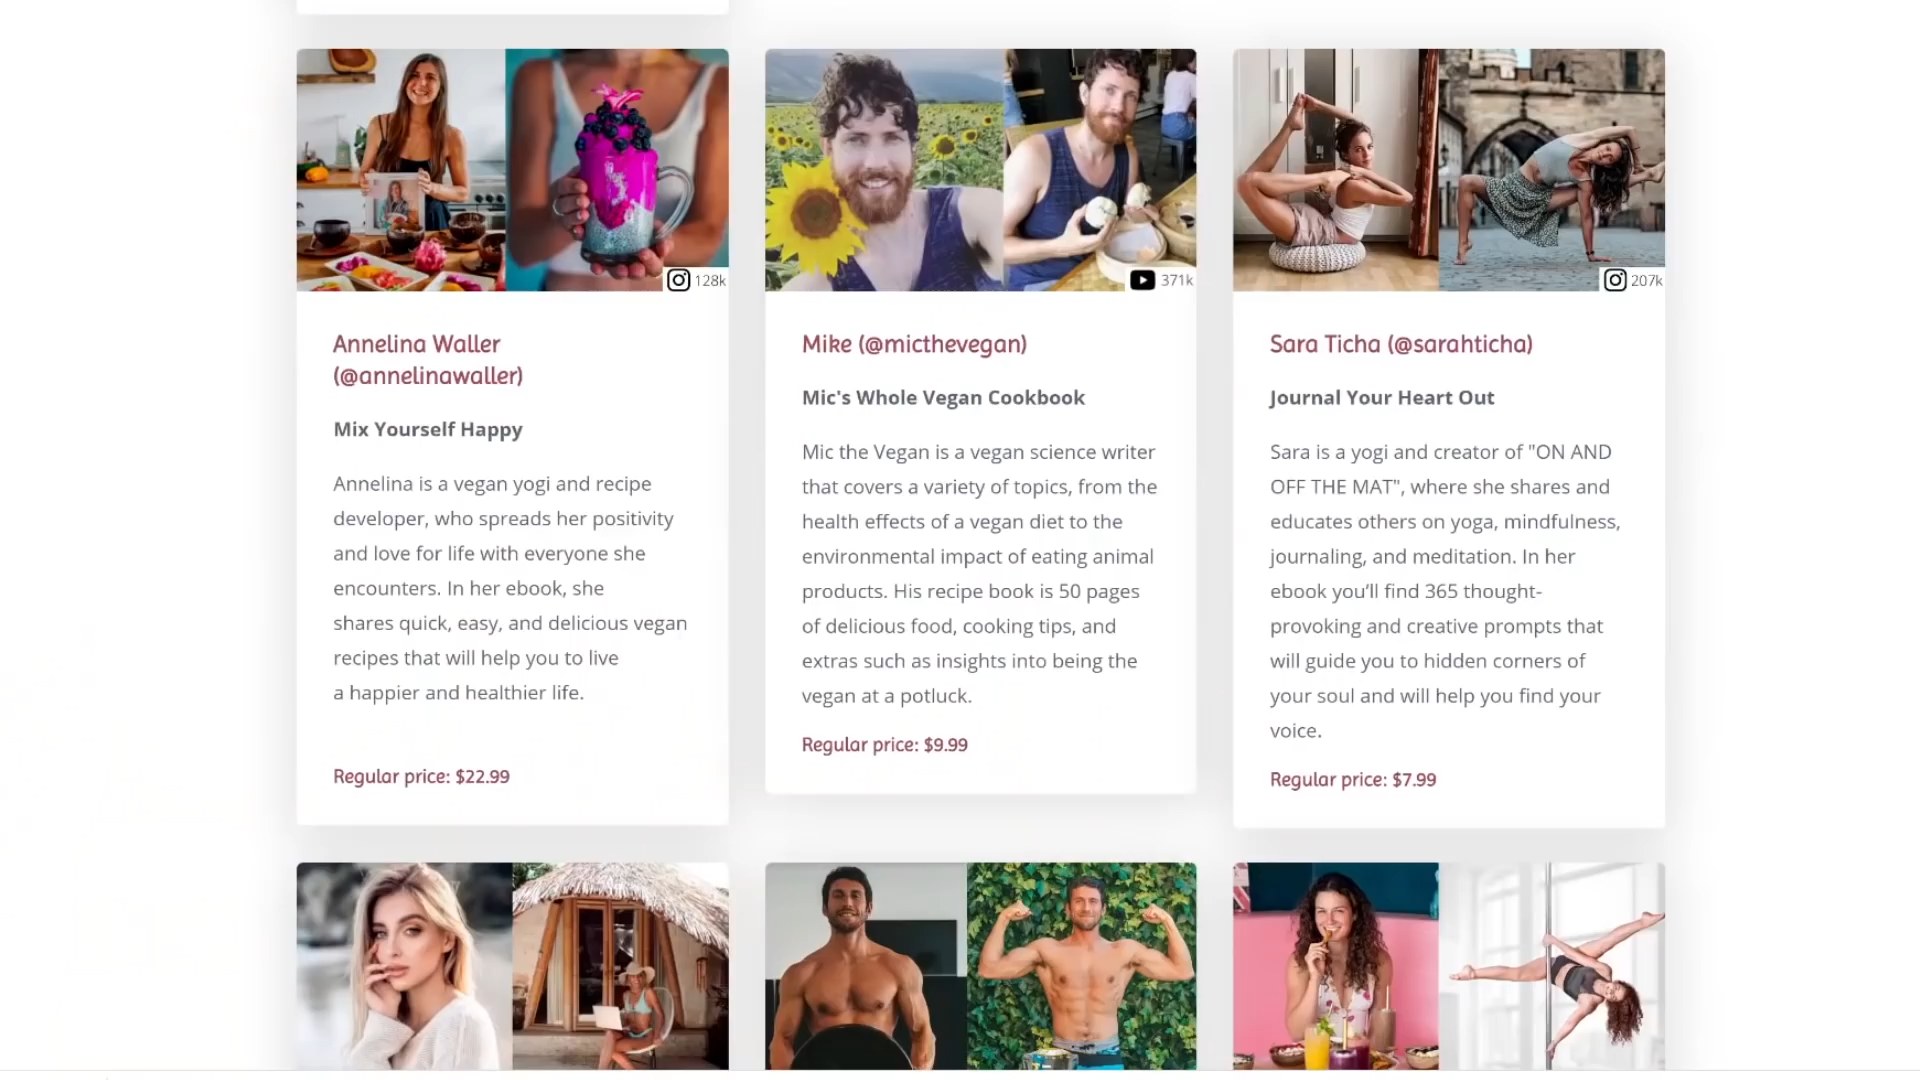 128k
Annelina Waller
(@annelinawaller)
Mix Yourself Happy
Annelina is a vegan yogi and recipe
developer, who spreads her positivity
and love for life with everyone she
encounters. In her ebook, she
shares quick, easy, and delicious vegan
recipes that will help you to live
a happier and healthier life.
Regular price: $22.99
371k
Mike (@micthevegan)
Mic's Whole Vegan Cookbook
Mic the Vegan is a vegan science writer
that covers a variety of topics, from the
health effects of a vegan diet to the
environmental impact of eating animal
products. His recipe book is 50 pages
of delicious food, cooking tips, and
extras such as insights into being the
vegan at a potluck.
Regular price: $9.99
207k
Sara Ticha (@sarahticha)
Journal Your Heart Out
Sara is a yogi and creator of "ON AND
OFF THE MAT", where she shares and
educates others on yoga, mindfulness,
journaling, and meditation. In her
ebook you’ll find 365 thought-
provoking and creative prompts that
will guide you to hidden corners of
your soul and will help you find your
voice.
Regular price: $7.99